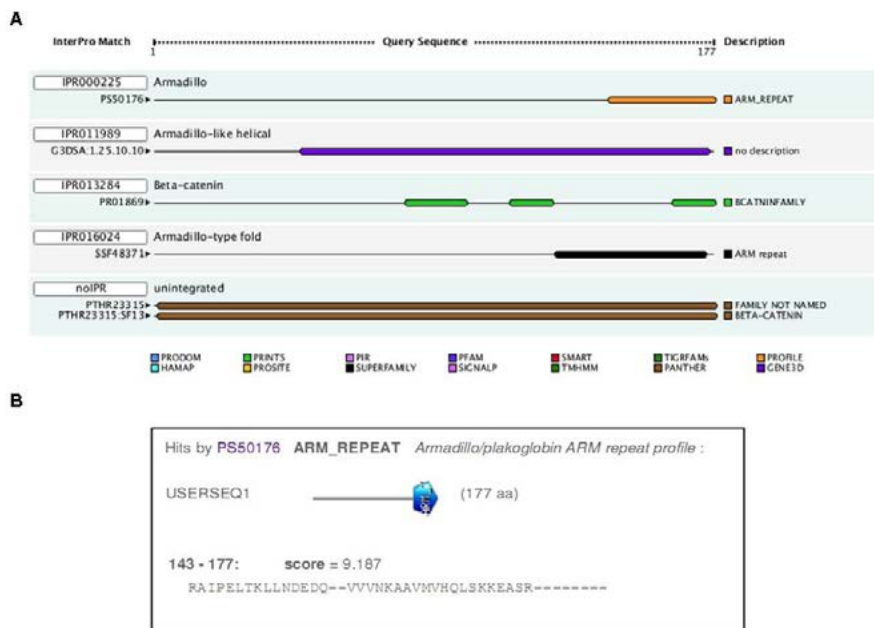 A
InterPro Match Query Sequence Description
1 177
IPR000225 Armadillo
PS50176 ARM_REPEAT
IPR011989 Armadillo-like helical
G3DSA:1.25.10.10 no description
IPR013284 Beta-catenin
PR01869 BCATNINFAMLY
IPR016024 Armadillo-type fold
SSF48371 ARM repeat
noIPR unintegrated
PTHR23315 FAMILY NOT NAMED
PTHR23315:SF13 BETA-CATENIN
PRODOM PRINTS PIR PFAM SMART TIGRFAMs PROFILE
HAMAP PROSITE SUPERFAMILY SIGNALP TMHMM PANTHER GENE3D
B
Hits by PS50176 ARM_REPEAT Armadillo/plakoglobin ARM repeat profile :
USERSEQ1 (177 aa)
143 - 177: score = 9.187
RAIPELTKLLNDEDQ--VVVNKAAVMVHQLSKKEASR--------